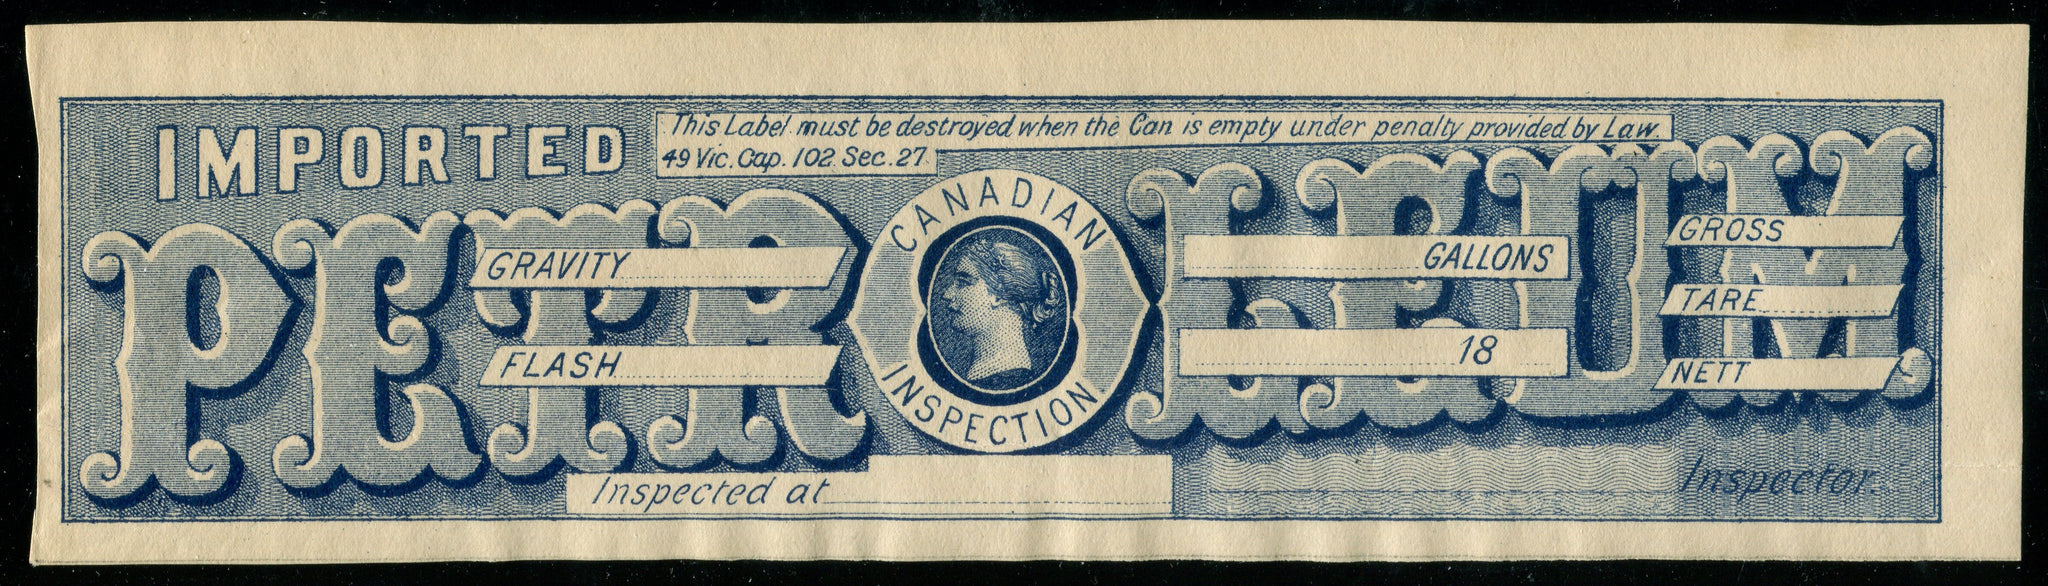 IMPORTED
This Label must be destroyed when the Can is empty under penalty provided by Law.
49 Vic. Cap. 102 Sec. 27.
PETROLEUM.
CANADIAN
INSPECTION.
GRAVITY
FLASH
GALLONS
18
GROSS
TARE
NETT
Inspected at
Inspector.